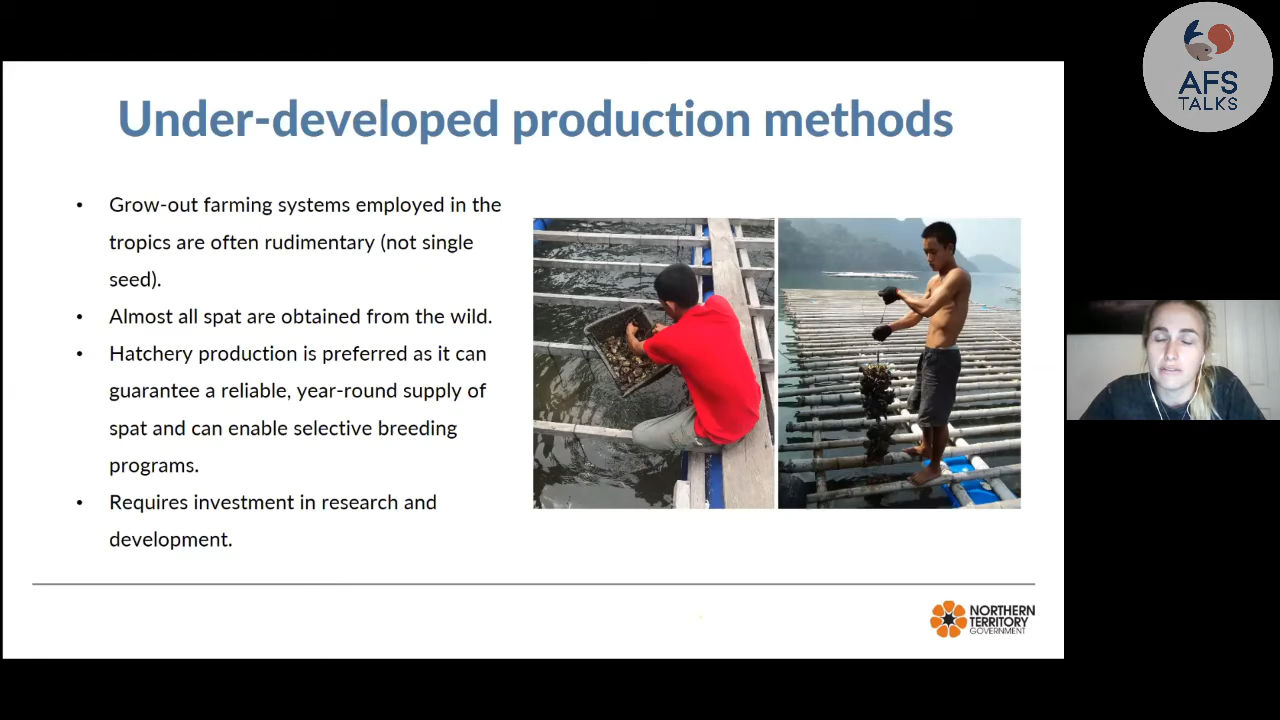 AFS
TALKS
Under-developed production methods
• Grow-out farming systems employed in the
tropics are often rudimentary (not single
seed).
• Almost all spat are obtained from the wild.
• Hatchery production is preferred as it can
guarantee a reliable, year-round supply of
spat and can enable selective breeding
programs.
• Requires investment in research and
development.
NORTHERN
TERRITORY
GOVERNMENT